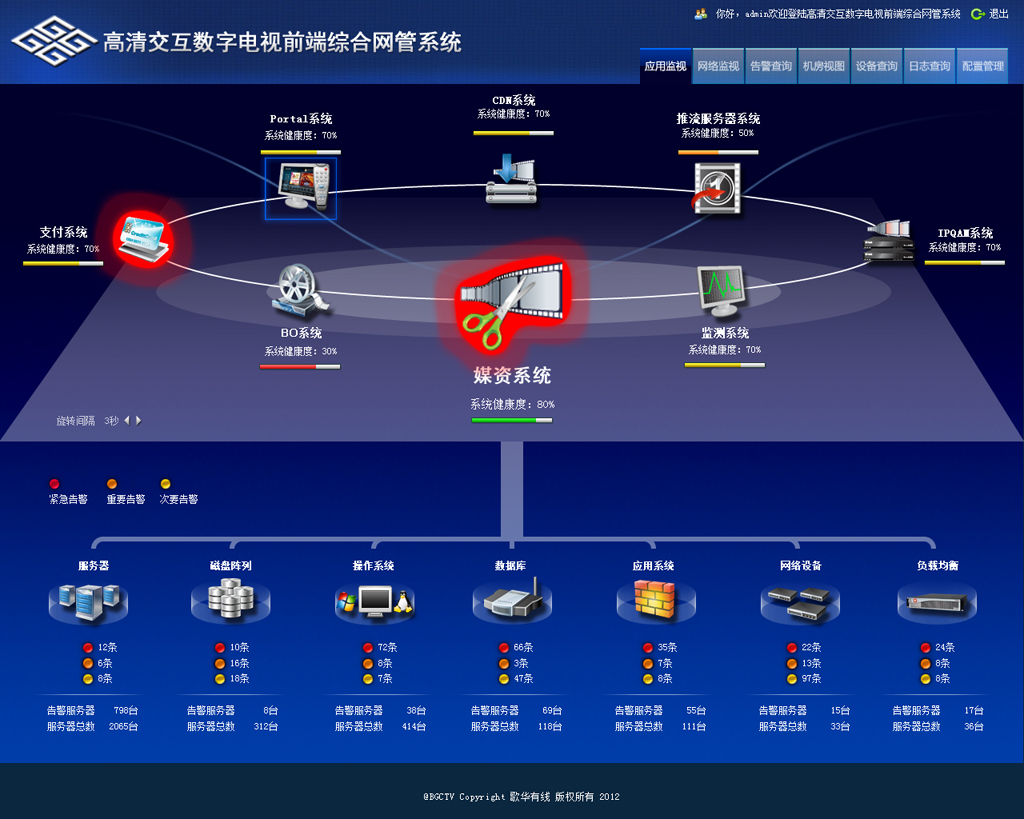 你好，admin欢迎登陆高清交互数字电视前端综合网管系统 退出
高清交互数字电视前端综合网管系统
应用监视 网络监视 告警查询 机房视图 设备查询 日志查询 配置管理
CDN系统
系统健康度：70%
Portal系统
系统健康度：70%
推流服务器系统
系统健康度：50%
支付系统
系统健康度：70%
IPQAM系统
系统健康度：70%
BO系统
系统健康度：30%
监测系统
系统健康度：70%
媒资系统
系统健康度：80%
旋转间隔 3秒
紧急告警 重要告警 次要告警
服务器 磁盘阵列 操作系统 数据库 应用系统 网络设备 负载均衡
12条 10条 72条 66条 35条 22条 24条
6条 16条 8条 3条 7条 13条 8条
8条 18条 7条 47条 8条 97条 8条
告警服务器 798台 告警服务器 8台 告警服务器 38台 告警服务器 69台 告警服务器 55台 告警服务器 15台 告警服务器 17台
服务器总数 2065台 服务器总数 312台 服务器总数 414台 服务器总数 118台 服务器总数 111台 服务器总数 33台 服务器总数 36台
@BGCTV Copyright 歌华有线 版权所有 2012